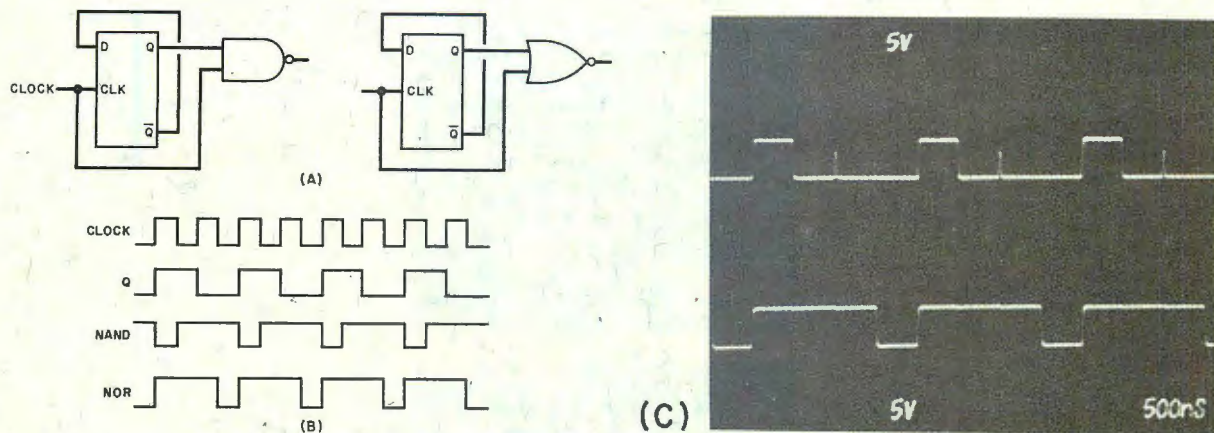 D Q
CLOCK CLK
Q̅
D Q
CLK
Q̅
(A)
CLOCK
Q
NAND
NOR
(B)
5V
5V
500nS
(C)